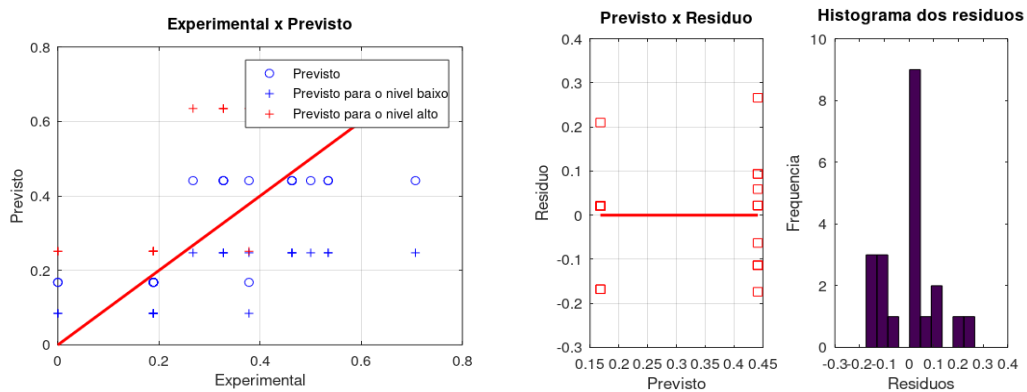 Experimental x Previsto
0.8
0.6
0.4
0.2
0
0
0.2
0.4
0.6
0.8
Previsto
Experimental
Previsto
Previsto para o nivel baixo
Previsto para o nivel alto
Previsto x Residuo
0.4
0.3
0.2
0.1
0
-0.1
-0.2
-0.3
0.15 0.2 0.25 0.3 0.35 0.4 0.45
Residuo
Previsto
Histograma dos residuos
10
8
6
4
2
0
-0.3 -0.2 -0.1 0 0.1 0.2 0.3 0.4
Frequencia
Residuos